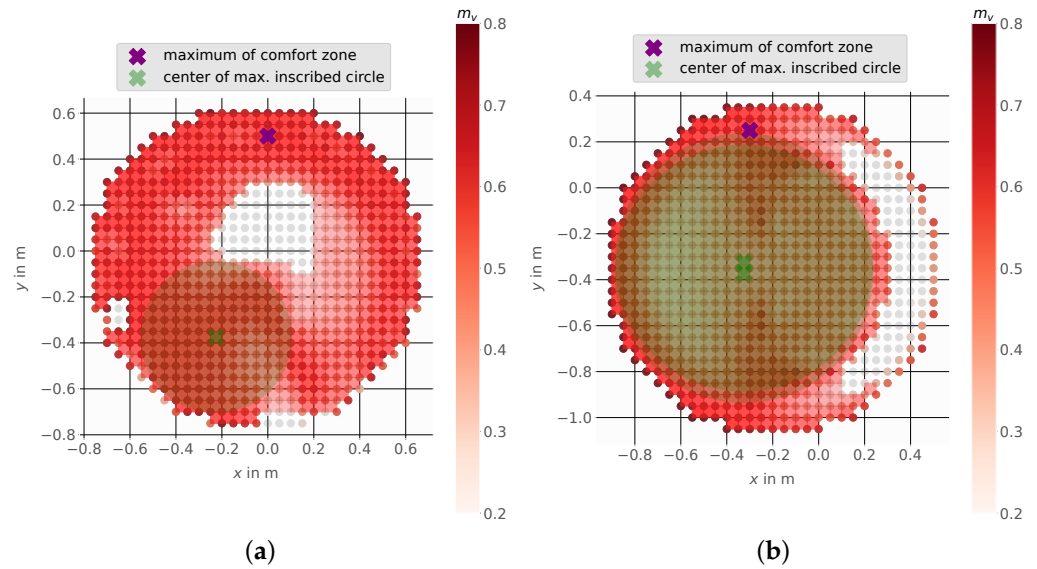 m_v
0.8
maximum of comfort zone
center of max. inscribed circle
0.7
0.6
0.5
0.4
0.3
0.2
0.6
0.4
0.2
0.0
−0.2
−0.4
−0.6
−0.8
y in m
−0.8 −0.6 −0.4 −0.2 0.0 0.2 0.4 0.6
x in m
(a)
m_v
0.8
maximum of comfort zone
center of max. inscribed circle
0.7
0.6
0.5
0.4
0.3
0.2
0.4
0.2
0.0
−0.2
−0.4
−0.6
−0.8
−1.0
y in m
−0.8 −0.6 −0.4 −0.2 0.0 0.2 0.4
x in m
(b)